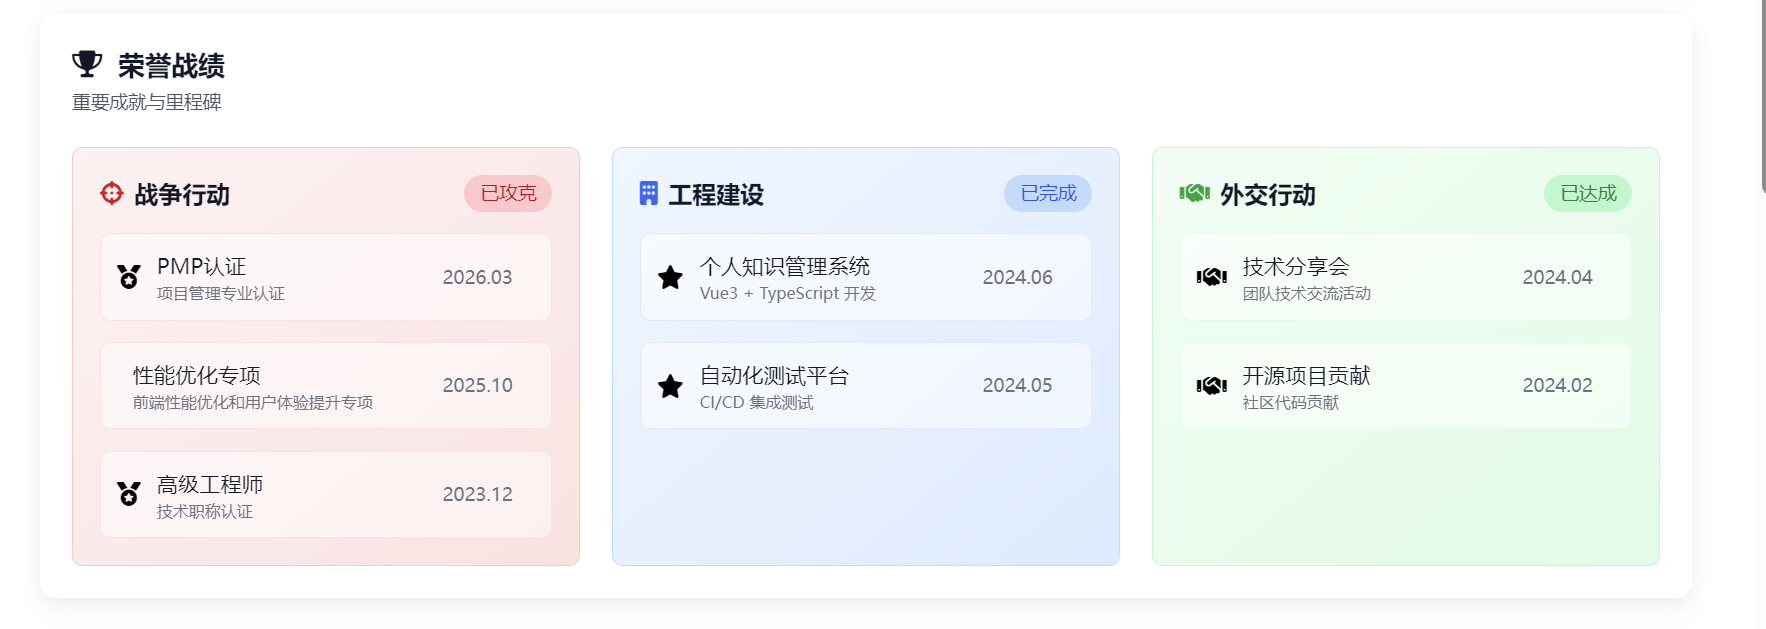 荣誉战绩
重要成就与里程碑
战争行动
已攻克
PMP认证
项目管理专业认证
2026.03
性能优化专项
前端性能优化和用户体验提升专项
2025.10
高级工程师
技术职称认证
2023.12
工程建设
已完成
个人知识管理系统
Vue3 + TypeScript 开发
2024.06
自动化测试平台
CI/CD 集成测试
2024.05
外交行动
已达成
技术分享会
团队技术交流活动
2024.04
开源项目贡献
社区代码贡献
2024.02